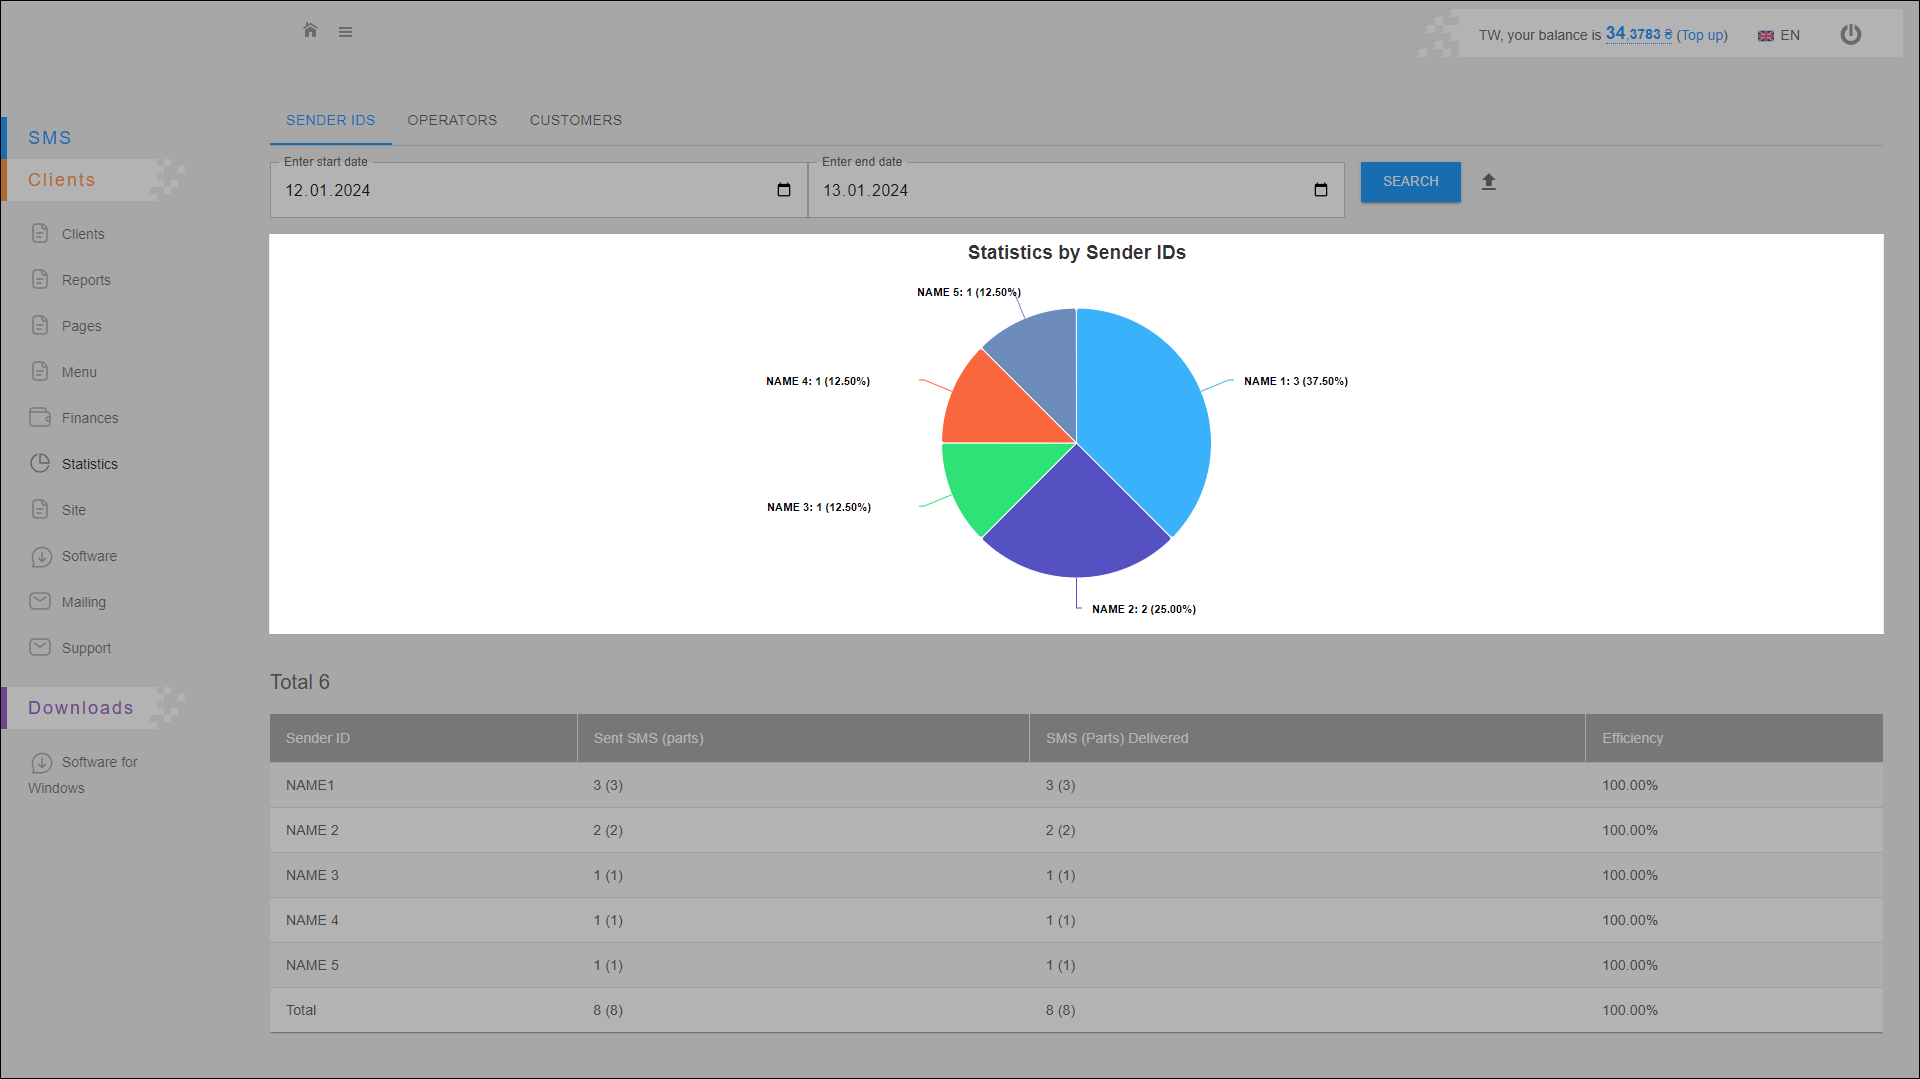 TW, your balance is 34,3783 ₴ (Top up) EN
SMS
Clients
Clients
Reports
Pages
Menu
Finances
Statistics
Site
Software
Mailing
Support
Downloads
Software for
Windows
SENDER IDS OPERATORS CUSTOMERS
Enter start date Enter end date
12.01.2024 13.01.2024 SEARCH
Statistics by Sender IDs
NAME 5: 1 (12.50%)
NAME 4: 1 (12.50%) NAME 1: 3 (37.50%)
NAME 3: 1 (12.50%)
NAME 2: 2 (25.00%)
Total 6
Sender ID Sent SMS (parts) SMS (Parts) Delivered Efficiency
NAME1 3 (3) 3 (3) 100.00%
NAME 2 2 (2) 2 (2) 100.00%
NAME 3 1 (1) 1 (1) 100.00%
NAME 4 1 (1) 1 (1) 100.00%
NAME 5 1 (1) 1 (1) 100.00%
Total 8 (8) 8 (8) 100.00%